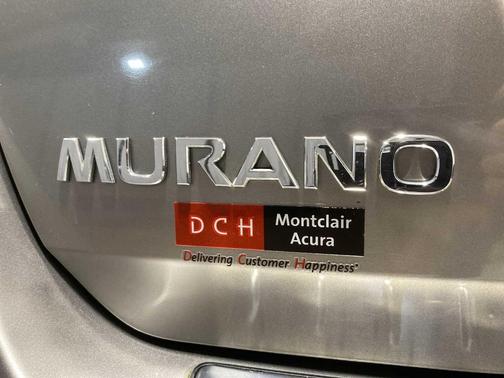 MURANO
DCH Montclair
Acura
Delivering Customer Happiness*